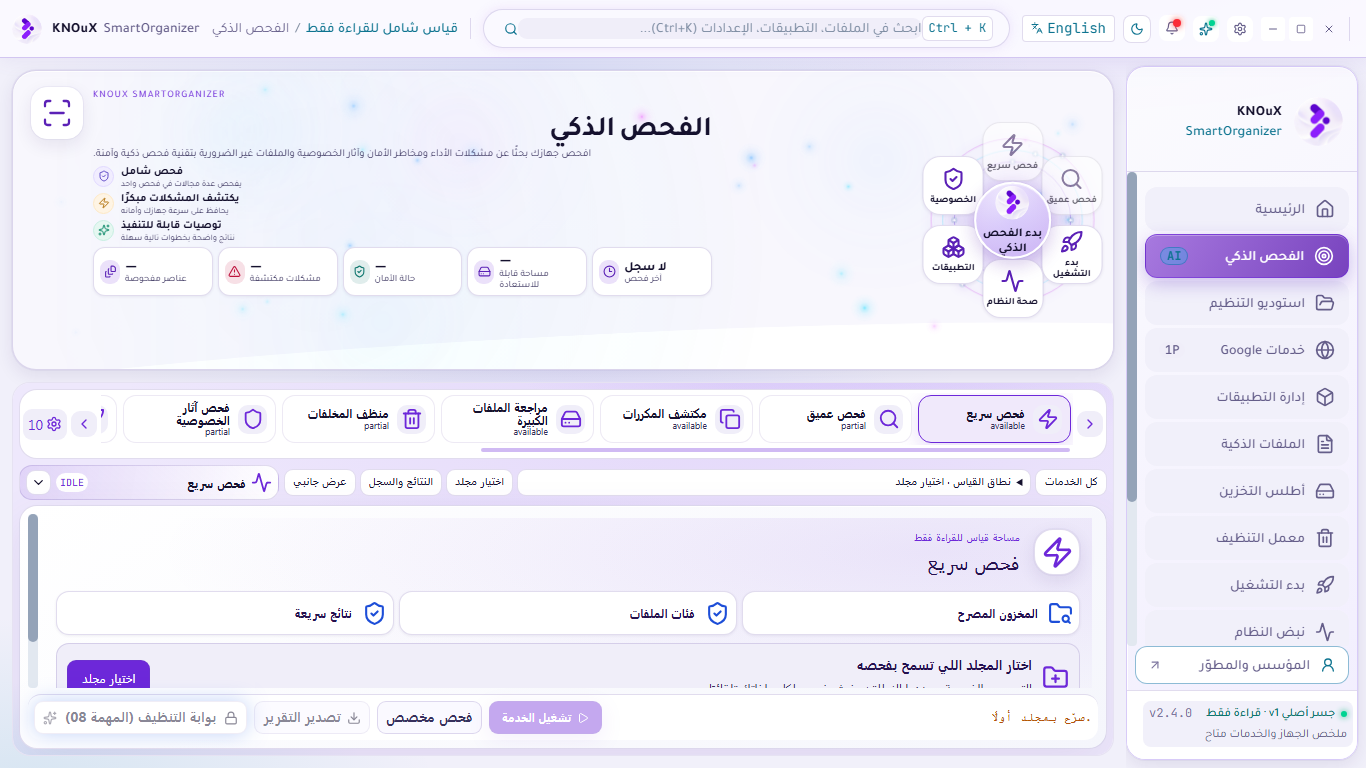 KNOuX SmartOrganizer
الفحص الذكي / قياس شامل للقراءة فقط
ابحث في الملفات، التطبيقات، الإعدادات (Ctrl+K)...
Ctrl + K
English
KNOuX
SmartOrganizer
الرئيسية
الفحص الذكي
AI
استوديو التنظيم
خدمات Google
1P
إدارة التطبيقات
الملفات الذكية
أطلس التخزين
معمل التنظيف
بدء التشغيل
نبض النظام
المؤسس والمطوّر
جسر أصلي v1 · قراءة فقط
v2.4.0
ملخص الجهاز والخدمات متاح
KNOUX SMARTORGANIZER
الفحص الذكي
افحص جهازك بحثًا عن مشكلات الأداء ومخاطر الأمان وآثار الخصوصية والملفات غير الضرورية بتقنية فحص ذكية وآمنة.
فحص شامل
يفحص عدة مجالات في فحص واحد
يكتشف المشكلات مبكرًا
يحافظ على سرعة جهازك وأمانه
توصيات قابلة للتنفيذ
نتائج واضحة بخطوات تالية سهلة
لا سجل
آخر فحص
—
مساحة قابلة للاستعادة
—
حالة الأمان
—
مشكلات مكتشفة
—
عناصر مفحوصة
فحص سريع
فحص عميق
الخصوصية
بدء الفحص الذكي
بدء التشغيل
التطبيقات
صحة النظام
فحص سريع
available
فحص عميق
partial
مكتشف المكررات
available
مراجعة الملفات الكبيرة
available
منظف المخلفات
partial
فحص آثار الخصوصية
partial
10
كل الخدمات
◀ نطاق القياس · اختيار مجلد
اختيار مجلد
النتائج والسجل
عرض جانبي
فحص سريع
IDLE
مساحة قياس للقراءة فقط
فحص سريع
المخزون المصرح
فئات الملفات
نتائج سريعة
اختار المجلد اللي تسمح بفحصه
اختيار مجلد
صرّح بمجلد أولًا.
تشغيل الخدمة
فحص مخصص
تصدير التقرير
بوابة التنظيف (المهمة 08)